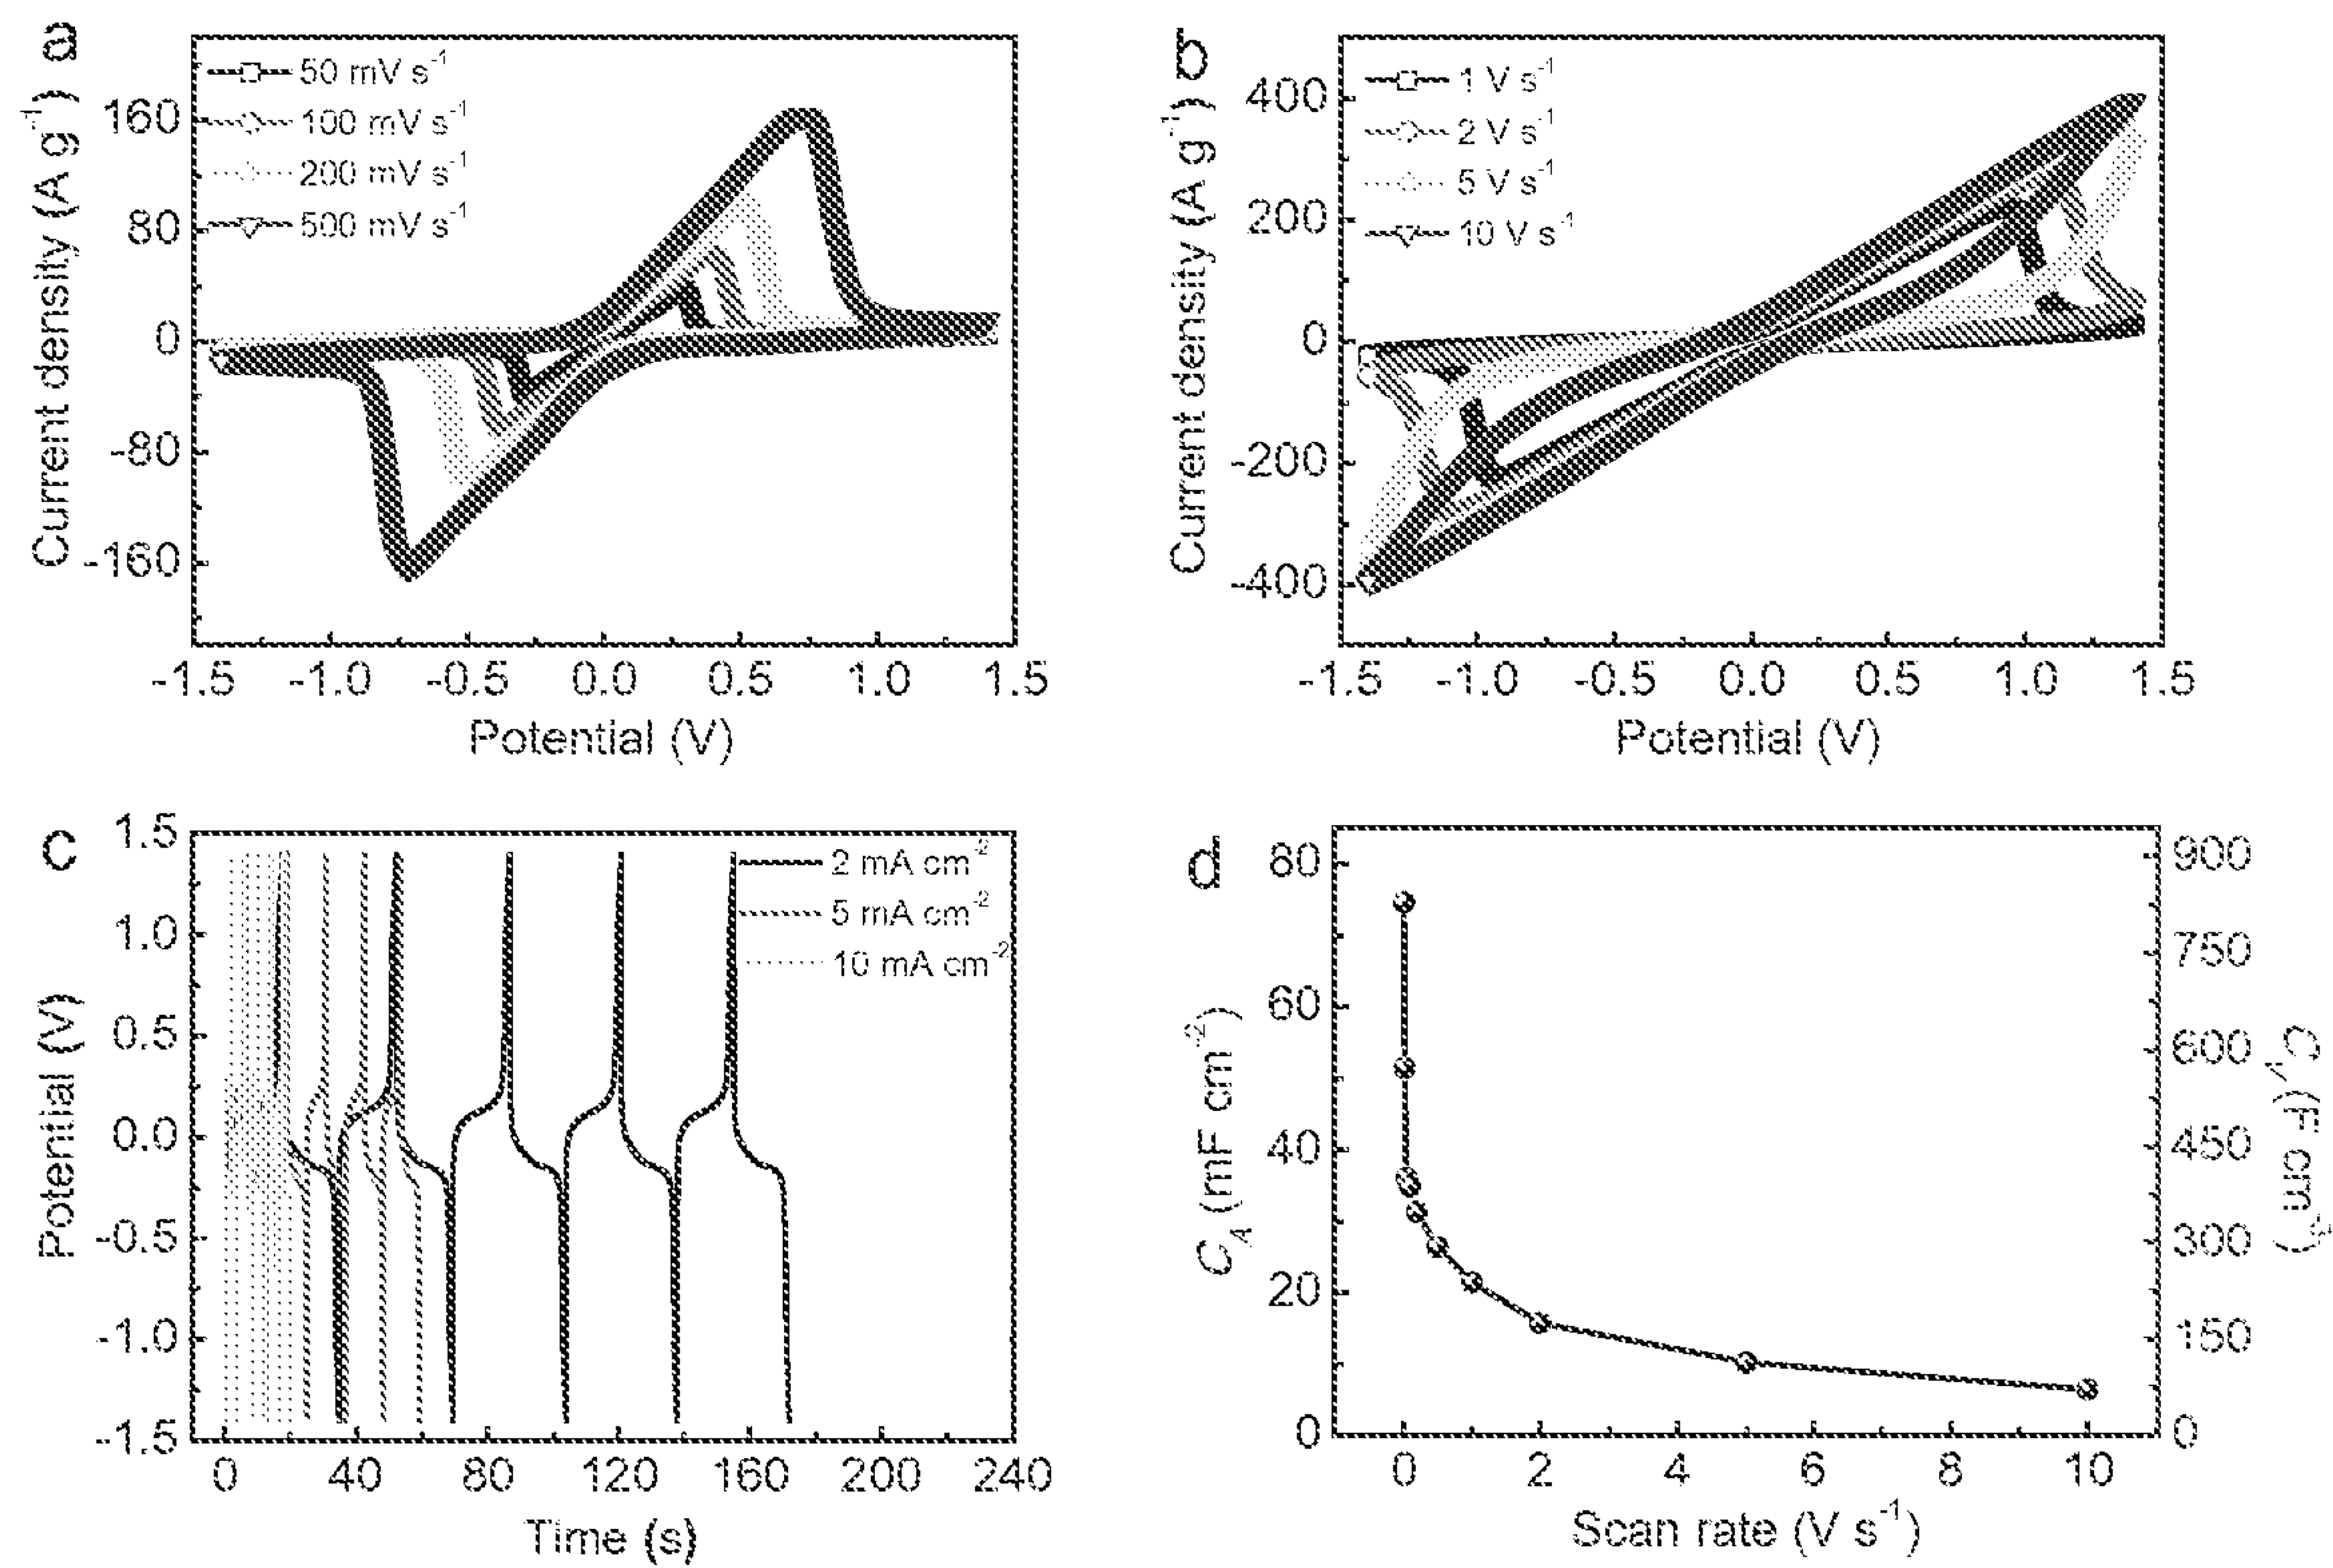 a
50 mV s-1
100 mV s-1
200 mV s-1
500 mV s-1
Current density (A g-1)
160
80
0
-80
-160
-1.5 -1.0 -0.5 0.0 0.5 1.0 1.5
Potential (V)
b
1 V s-1
2 V s-1
5 V s-1
10 V s-1
Current density (A g-1)
400
200
0
-200
-400
-1.5 -1.0 -0.5 0.0 0.5 1.0 1.5
Potential (V)
c
2 mA cm-2
5 mA cm-2
10 mA cm-2
Potential (V)
1.5
1.0
0.5
0.0
-0.5
-1.0
-1.5
0 40 80 120 160 200 240
Time (s)
d
CA (mF cm-2)
80
60
40
20
0
900
750
600
450
300
150
0
CV (F cm-3)
0 2 4 6 8 10
Scan rate (V s-1)